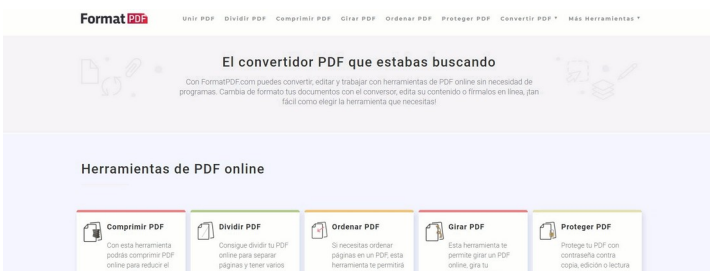 Format PDF
Unir PDF Dividir PDF Comprimir PDF Girar PDF Ordenar PDF Proteger PDF Convertir PDF Más Herramientas
El convertidor PDF que estabas buscando
Con FormatPDF.com puedes convertir, editar y trabajar con herramientas de PDF online sin necesidad de
programas. Cambia de formato tus documentos con el conversor, edita su contenido o fírmalos en línea, ¡tan
fácil como elegir la herramienta que necesitas!
Herramientas de PDF online
Comprimir PDF
Con esta herramienta
podrás comprimir PDF
online para reducir el
Dividir PDF
Consigue dividir tu PDF
online para separar
páginas y tener varios
Ordenar PDF
Si necesitas ordenar
páginas en un PDF, esta
herramienta te permitirá
Girar PDF
Esta herramienta te
permite girar un PDF
online, gira tu
Proteger PDF
Protege tu PDF con
contraseña contra
copia, edición o lectura